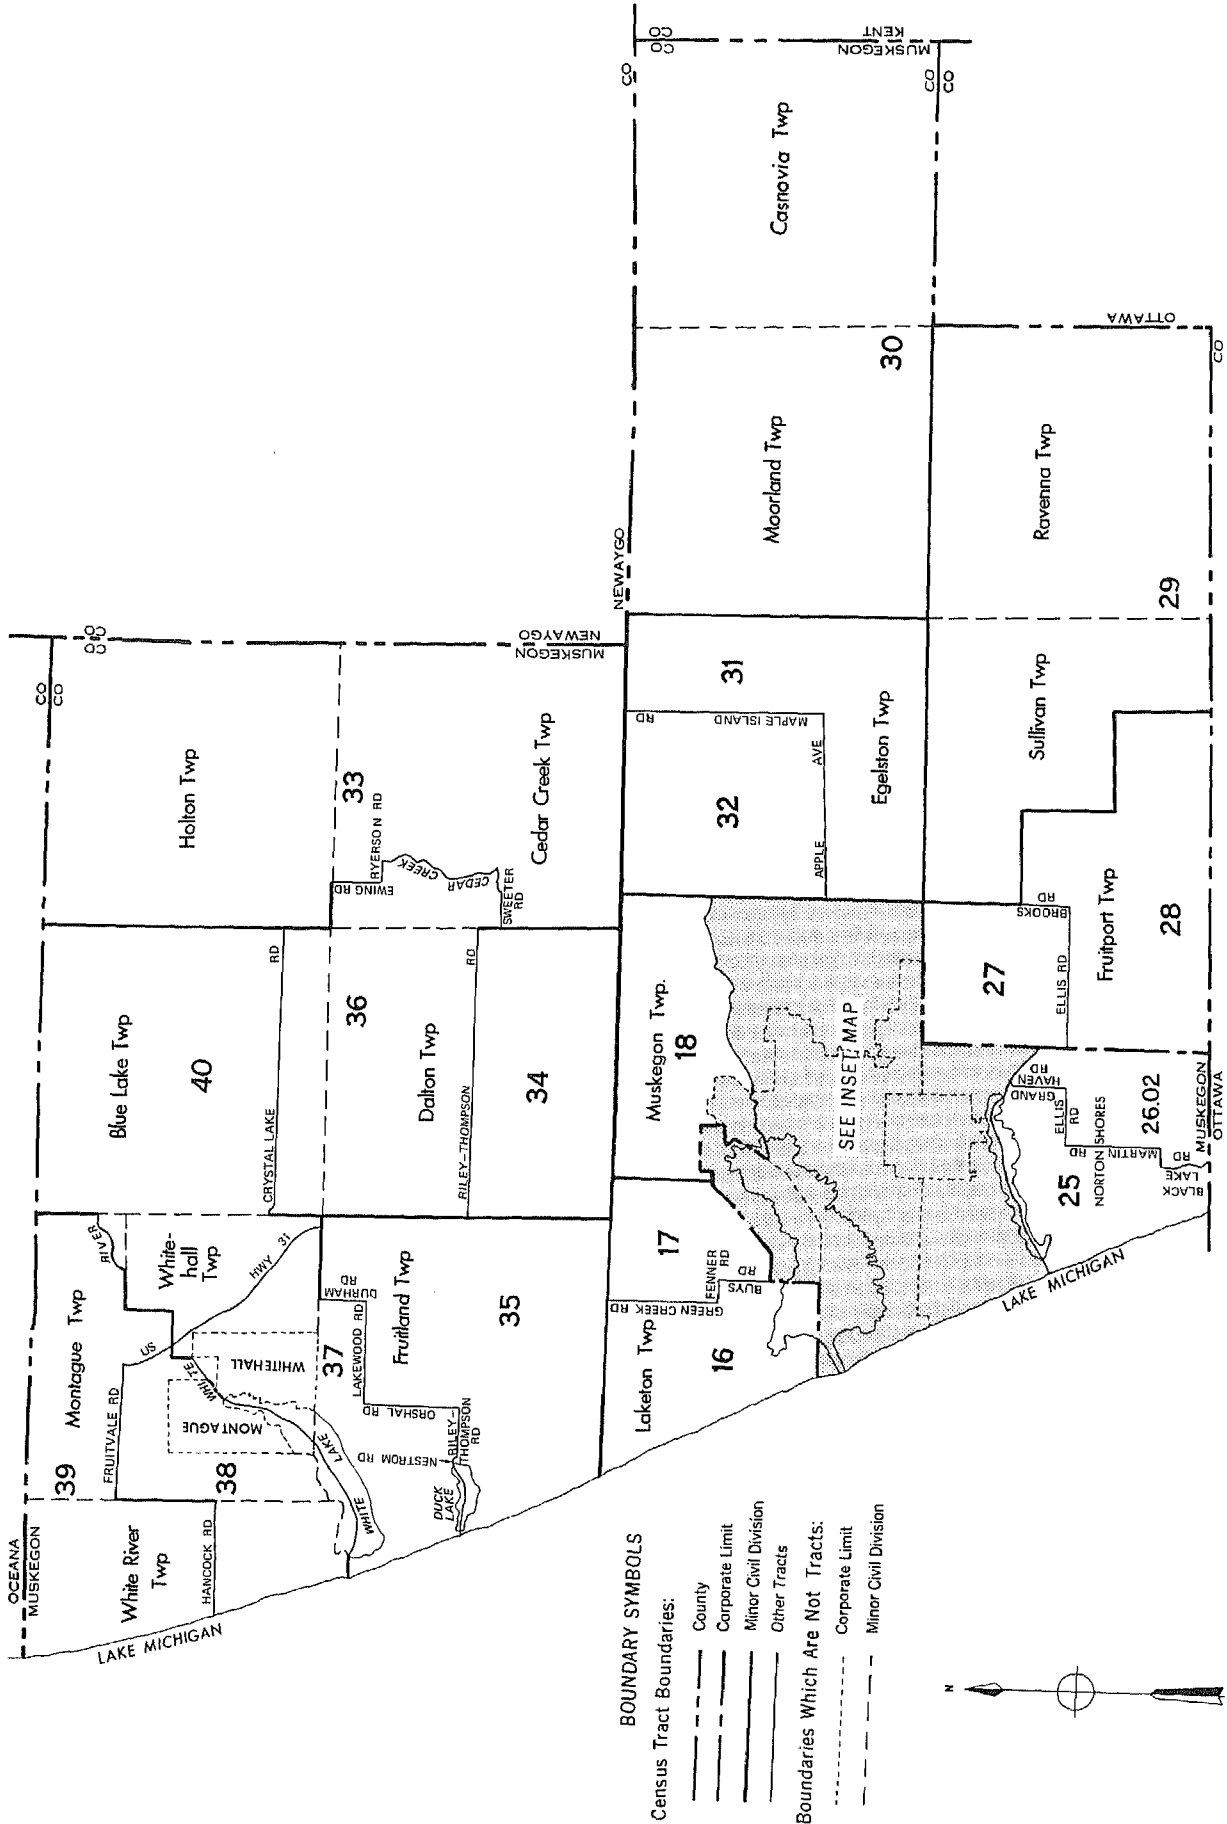 OCEANA
MUSKEGON
CO
CO
CO
CO
LAKE MICHIGAN
White River
Twp
HANCOCK RD
39
Montague Twp
FRUITVALE RD
38
MONTAGUE
WHITEHALL
WHITE
RIVER
US
HWY 31
White-
hall
Twp
Blue Lake Twp
40
CRYSTAL LAKE
RD
Holton Twp
WHITE
LAKE
37
LAKEWOOD RD
DURHAM
RD
Fruitland Twp
ORSHAL RD
NESTROM RD
RILEY-
THOMPSON
RD
DUCK
LAKE
35
36
Dalton Twp
RILEY-THOMPSON
RD
34
33
EWING RD
RYERSON RD
CEDAR
CREEK
SWEETER
RD
Cedar Creek Twp
MUSKEGON
NEWAYGO
NEWAYGO
CO
CO
CO
MUSKEGON
KENT
Laketon Twp
16
GREEN CREEK RD
17
FENNER
RD
BUYS
RD
Muskegon Twp.
18
SEE INSET MAP
32
APPLE
AVE
MAPLE ISLAND
RD
31
Egelston Twp
Moorland Twp
30
Casnovia Twp
CO
CO
OTTAWA
LAKE MICHIGAN
25
NORTON SHORES
GRAND
HAVEN
RD
ELLIS
RD
MARTIN
RD
BLACK
LAKE
RD
26.02
MUSKEGON
OTTAWA
27
ELLIS RD
BROOKS
RD
Fruitport Twp
28
Sullivan Twp
29
Ravenna Twp
CO
BOUNDARY SYMBOLS
Census Tract Boundaries:
County
Corporate Limit
Minor Civil Division
Other Tracts
Boundaries Which Are Not Tracts:
Corporate Limit
Minor Civil Division
N